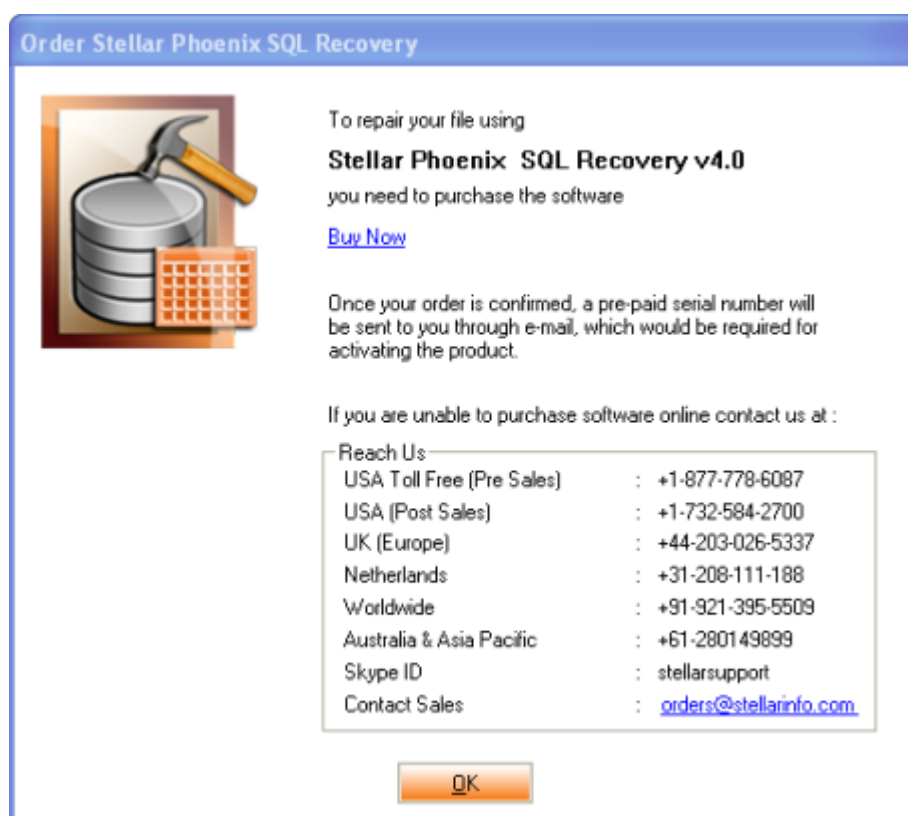 Order Stellar Phoenix SQL Recovery
To repair your file using
Stellar Phoenix SQL Recovery v4.0
you need to purchase the software
Buy Now
Once your order is confirmed, a pre-paid serial number will
be sent to you through e-mail, which would be required for
activating the product.
If you are unable to purchase software online contact us at :
Reach Us
USA Toll Free (Pre Sales) : +1-877-778-6087
USA (Post Sales) : +1-732-584-2700
UK (Europe) : +44-203-026-5337
Netherlands : +31-208-111-188
Worldwide : +91-921-395-5509
Australia & Asia Pacific : +61-280149899
Skype ID : stellarsupport
Contact Sales : orders@stellarinfo.com
OK